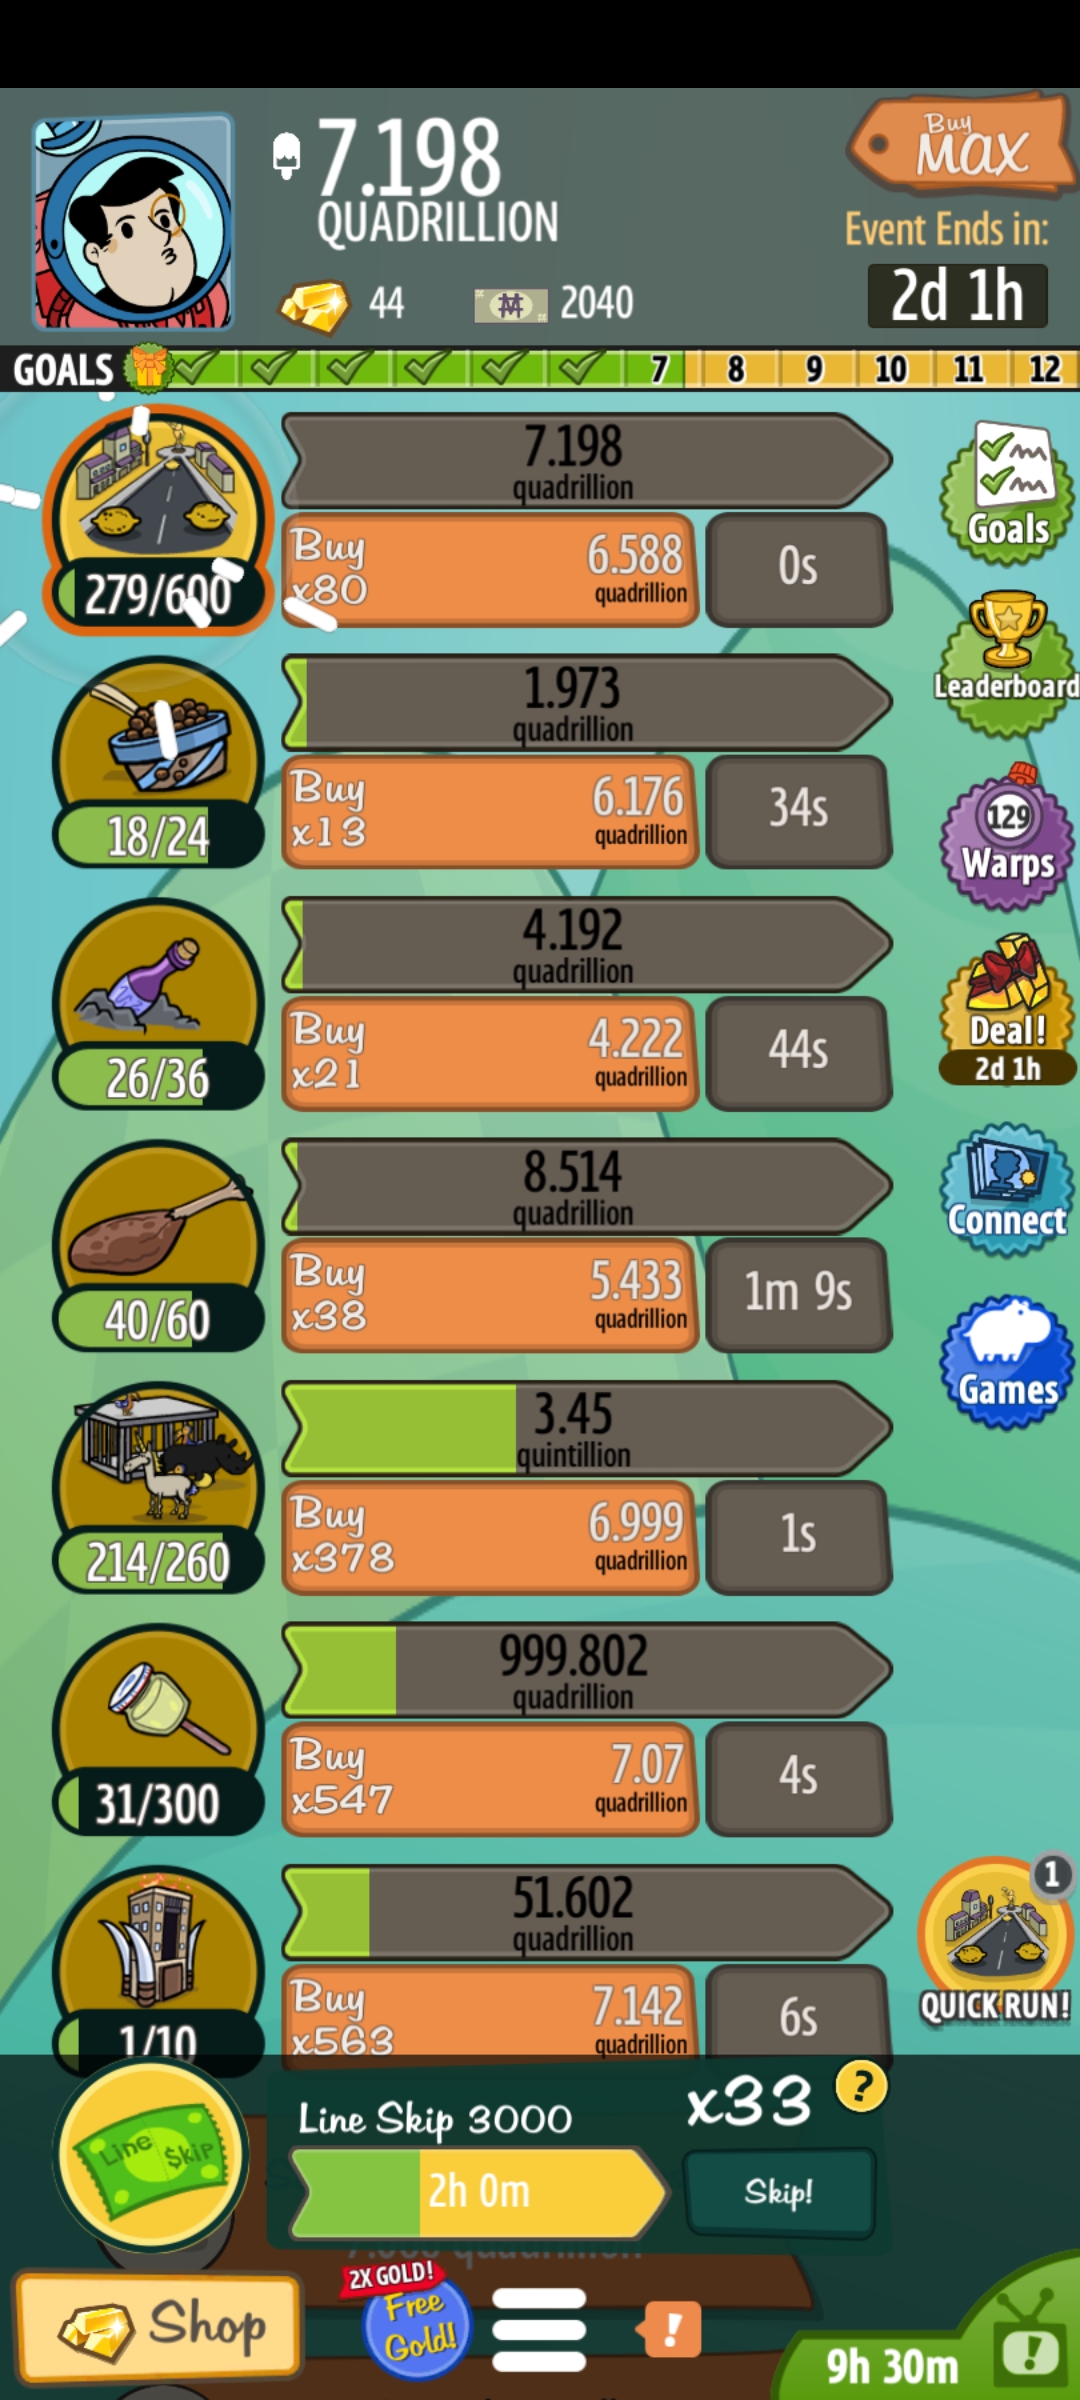 7.198
QUADRILLION
44
2040
Buy
MAX
Event Ends in:
2d 1h
GOALS
7
8
9
10
11
12
7.198
quadrillion
279/600
Buy
x80
6.588
quadrillion
0s
Goals
Leaderboard
1.973
quadrillion
18/24
Buy
x13
6.176
quadrillion
34s
129
Warps
4.192
quadrillion
26/36
Buy
x21
4.222
quadrillion
44s
Deal!
2d 1h
8.514
quadrillion
40/60
Buy
x38
5.433
quadrillion
1m 9s
Connect
Games
3.45
quintillion
214/260
Buy
x378
6.999
quadrillion
1s
999.802
quadrillion
31/300
Buy
x547
7.07
quadrillion
4s
51.602
quadrillion
1/10
Buy
x563
7.142
quadrillion
6s
1
QUICK RUN!
Line $kip
Line Skip 3000
x33
?
2h 0m
Skip!
Shop
2X GOLD!
Free
Gold!
!
9h 30m
!